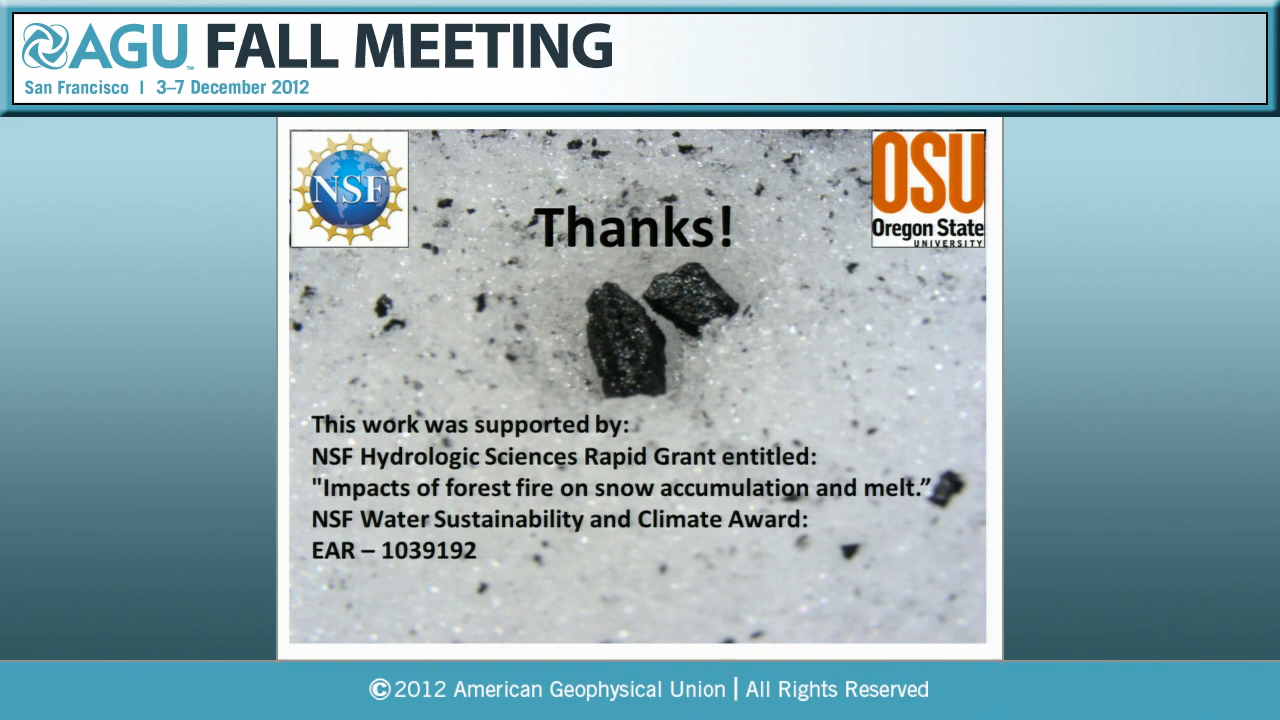 AGU™ FALL MEETING
San Francisco | 3–7 December 2012
NSF
OSU
Oregon State
UNIVERSITY
Thanks!
This work was supported by:
NSF Hydrologic Sciences Rapid Grant entitled:
"Impacts of forest fire on snow accumulation and melt.”
NSF Water Sustainability and Climate Award:
EAR – 1039192
©2012 American Geophysical Union | All Rights Reserved